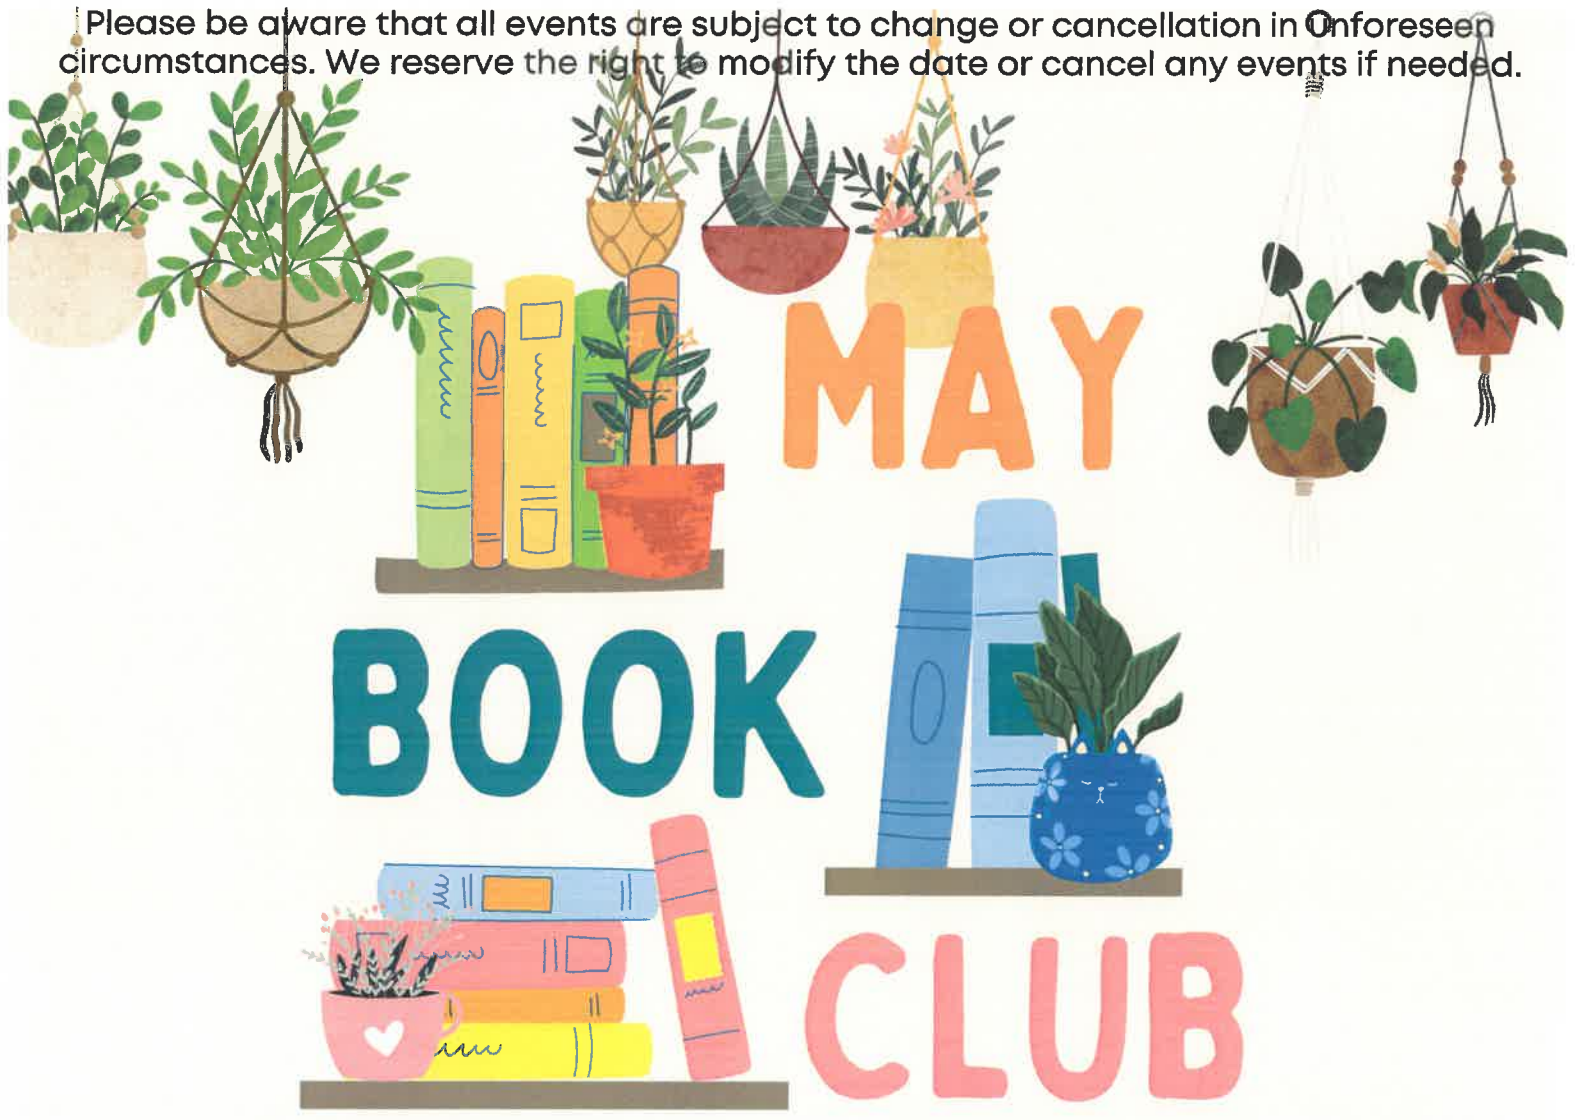 Please be aware that all events are subject to change or cancellation in Unforeseen
circumstances. We reserve the right to modify the date or cancel any events if needed.
MAY
BOOK
CLUB